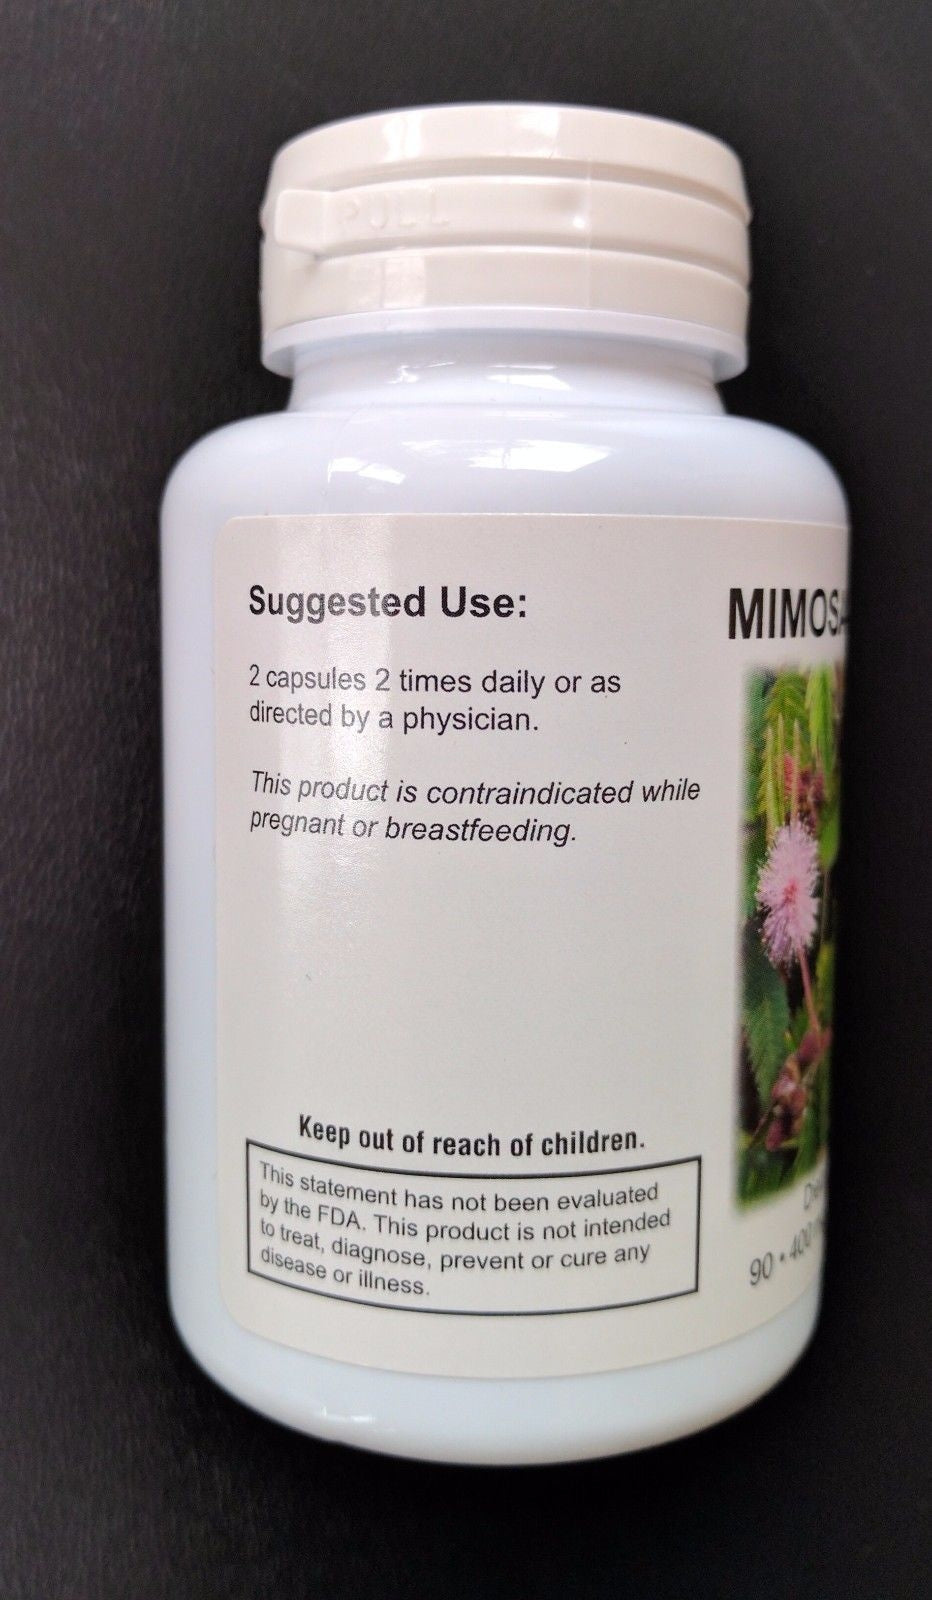 PULL
Suggested Use:
2 capsules 2 times daily or as
directed by a physician.
This product is contraindicated while
pregnant or breastfeeding.
Keep out of reach of children.
This statement has not been evaluated
by the FDA. This product is not intended
to treat, diagnose, prevent or cure any
disease or illness.
MIMOSA
90 • 400